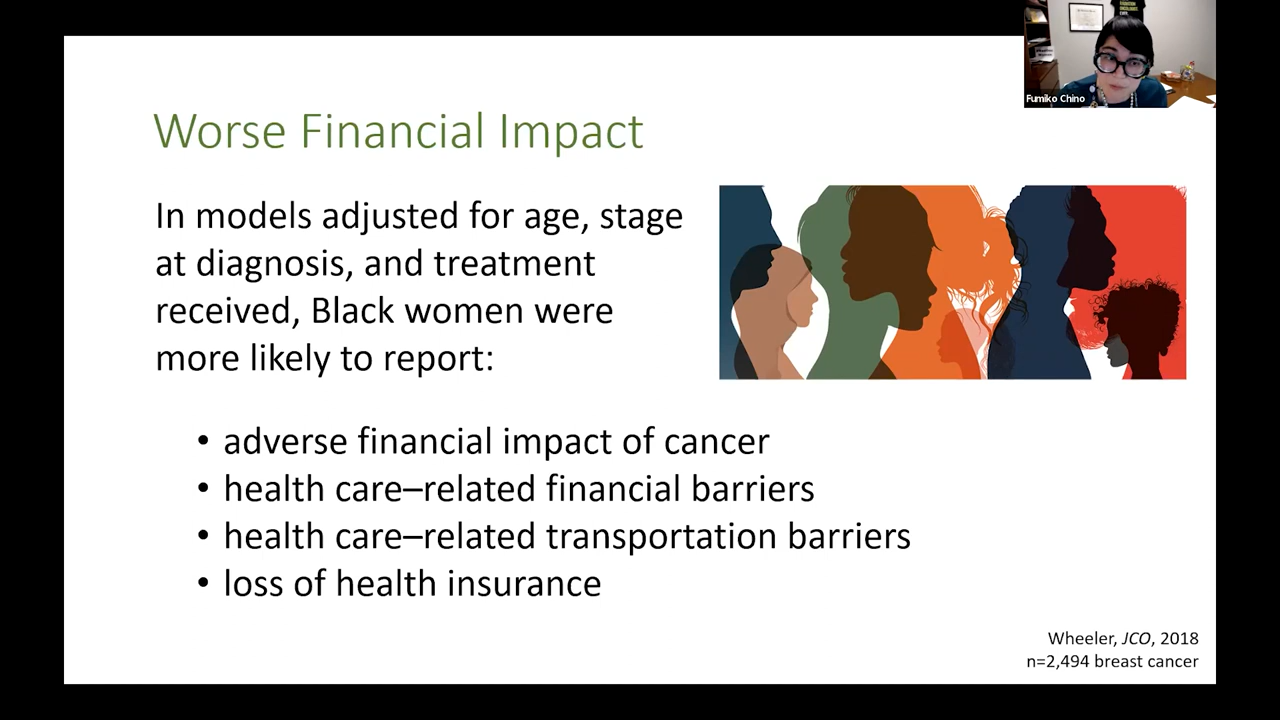 Fumiko Chino
Worse Financial Impact
In models adjusted for age, stage
at diagnosis, and treatment
received, Black women were
more likely to report:
• adverse financial impact of cancer
• health care–related financial barriers
• health care–related transportation barriers
• loss of health insurance
Wheeler, JCO, 2018
n=2,494 breast cancer